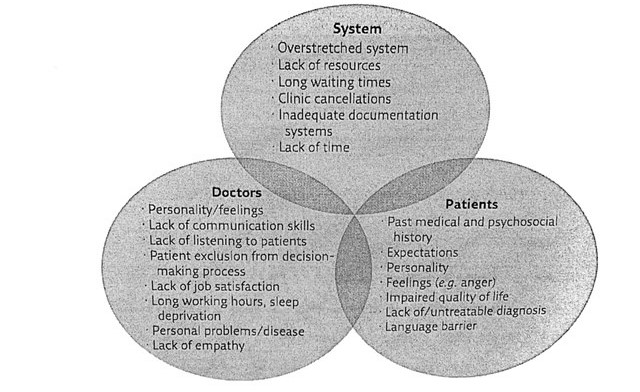 System
· Overstretched system
· Lack of resources
· Long waiting times
· Clinic cancellations
· Inadequate documentation
systems
· Lack of time
Doctors
· Personality/feelings
· Lack of communication skills
· Lack of listening to patients
· Patient exclusion from decision-
making process
· Lack of job satisfaction
· Long working hours, sleep
deprivation
· Personal problems/disease
· Lack of empathy
Patients
· Past medical and psychosocial
history
· Expectations
· Personality
· Feelings (e.g. anger)
· Impaired quality of life
· Lack of/untreatable diagnosis
· Language barrier